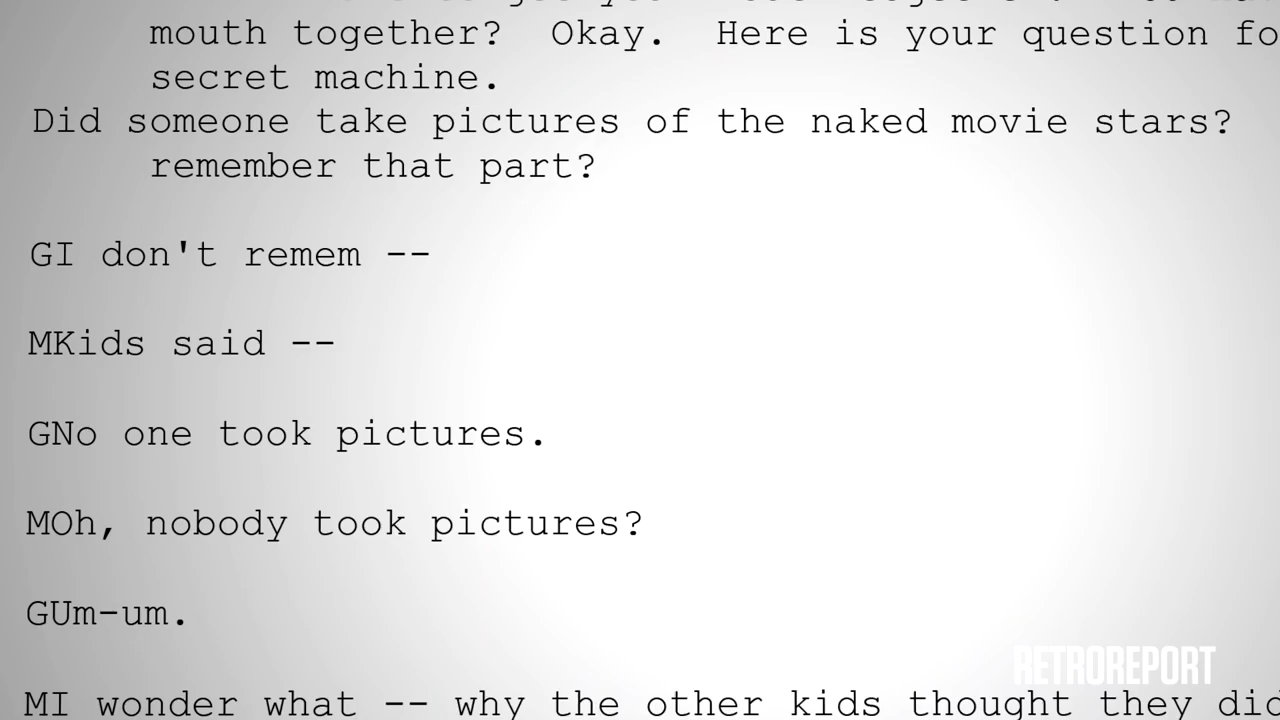 mouth together?  Okay.  Here is your question fo
secret machine.
Did someone take pictures of the naked movie stars?
remember that part?
GI don't remem --
MKids said --
GNo one took pictures.
MOh, nobody took pictures?
GUm-um.
RETROREPORT
MI wonder what -- why the other kids thought they did